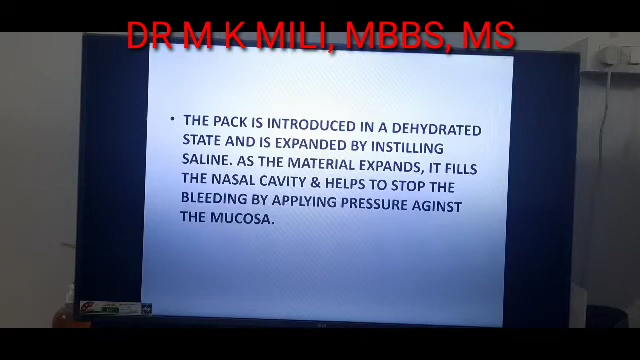 DR M K MILI, MBBS, MS
• THE PACK IS INTRODUCED IN A DEHYDRATED
STATE AND IS EXPANDED BY INSTILLING
SALINE. AS THE MATERIAL EXPANDS, IT FILLS
THE NASAL CAVITY & HELPS TO STOP THE
BLEEDING BY APPLYING PRESSURE AGINST
THE MUCOSA.